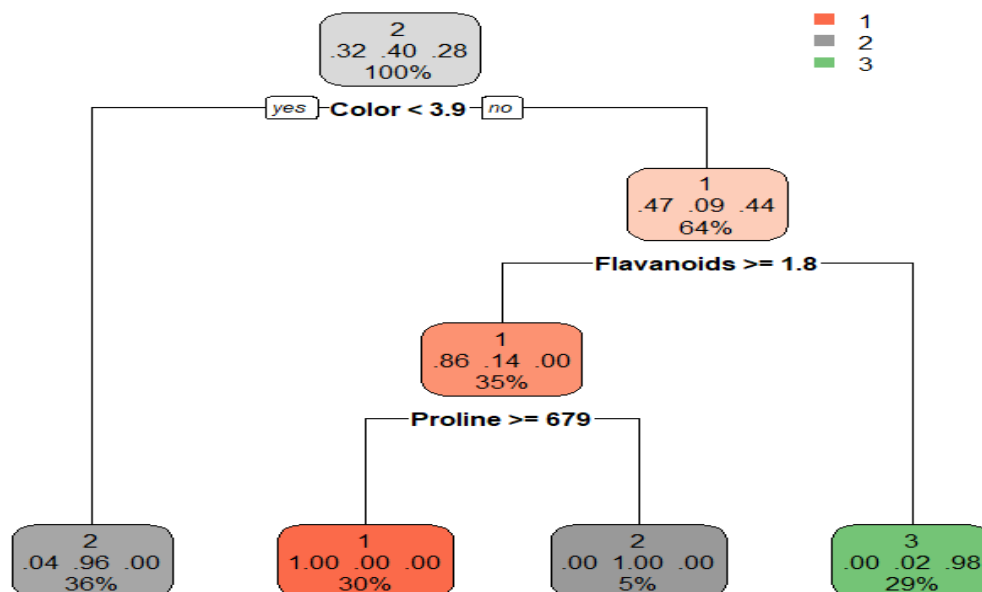 2
.32 .40 .28
100%
1
2
3
yes Color < 3.9 no
1
.47 .09 .44
64%
Flavanoids >= 1.8
1
.86 .14 .00
35%
Proline >= 679
2
.04 .96 .00
36%
1
1.00 .00 .00
30%
2
.00 1.00 .00
5%
3
.00 .02 .98
29%